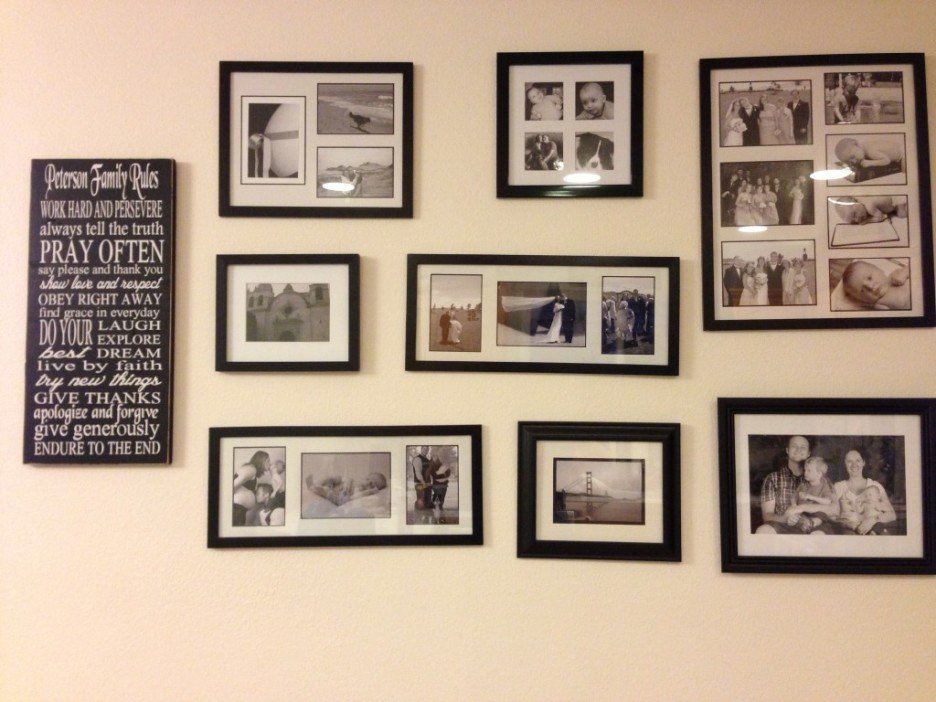 Peterson Family Rules
WORK HARD AND PERSEVERE
always tell the truth
PRAY OFTEN
say please and thank you
show love and respect
OBEY RIGHT AWAY
find grace in everyday
DO YOUR LAUGH
EXPLORE
best DREAM
live by faith
try new things
GIVE THANKS
apologize and forgive
give generously
ENDURE TO THE END